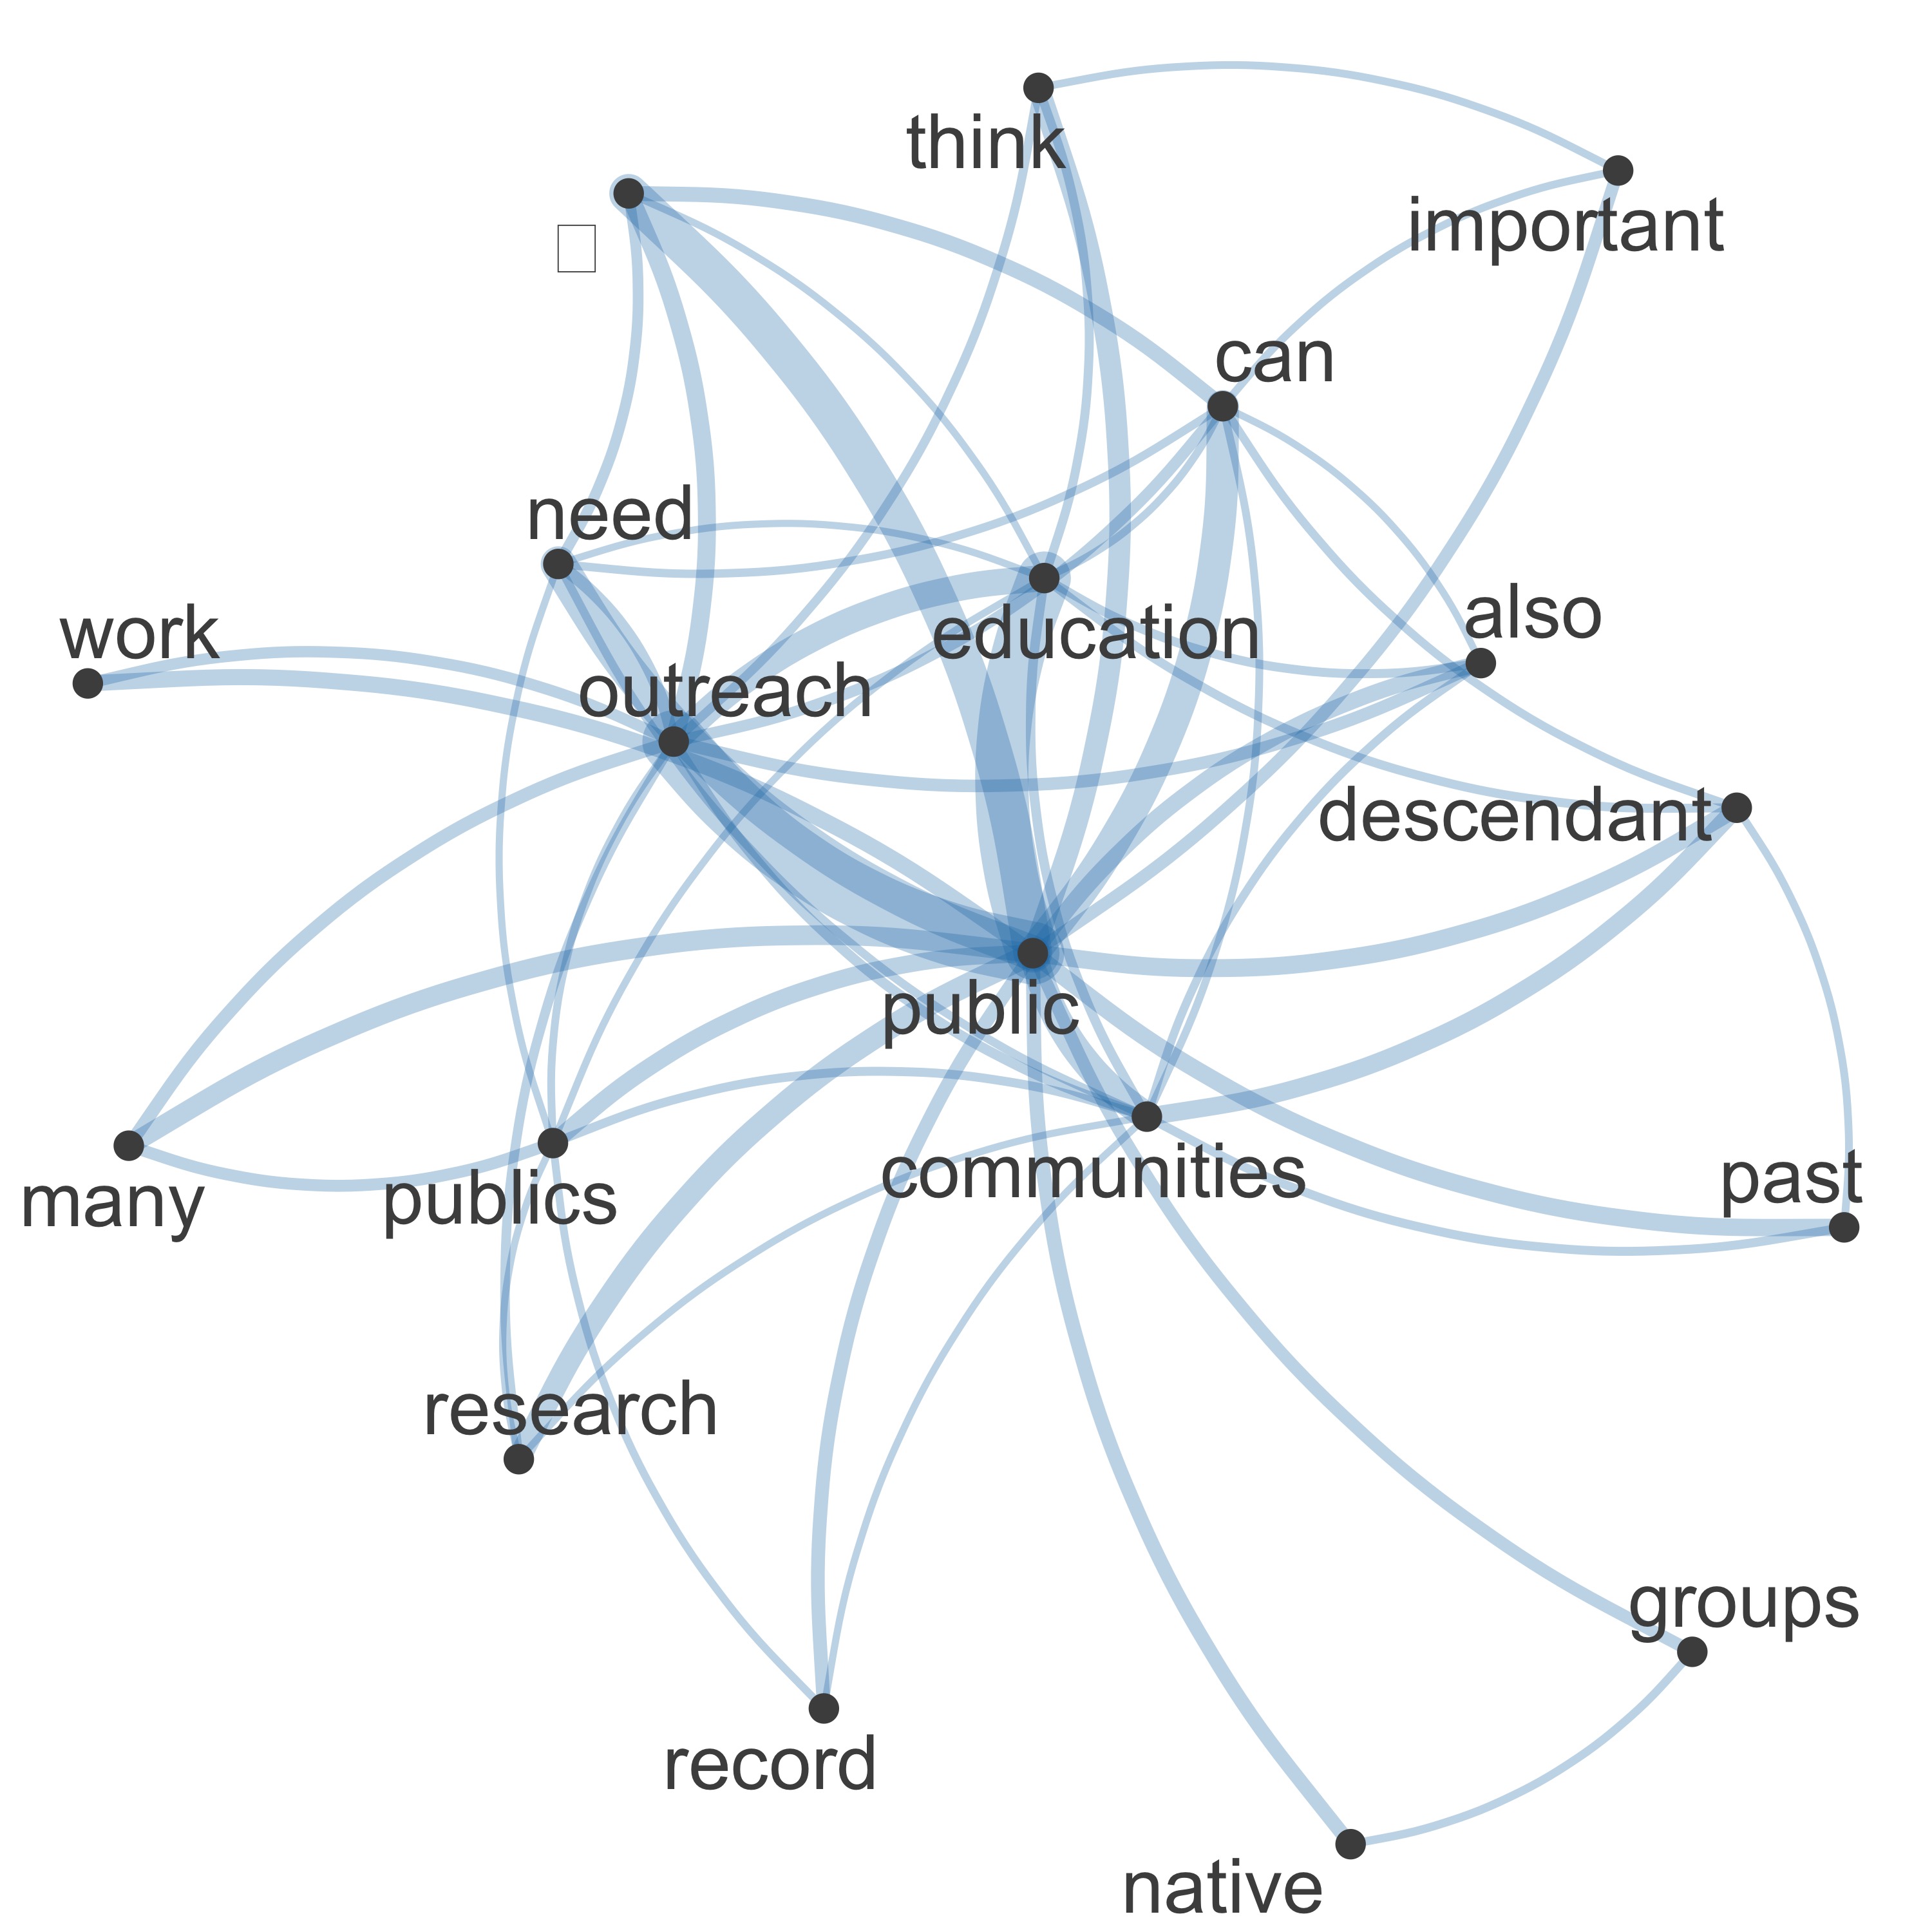 think
important
can
need
education
also
work
outreach
descendant
public
communities
many
publics
past
research
groups
record
native